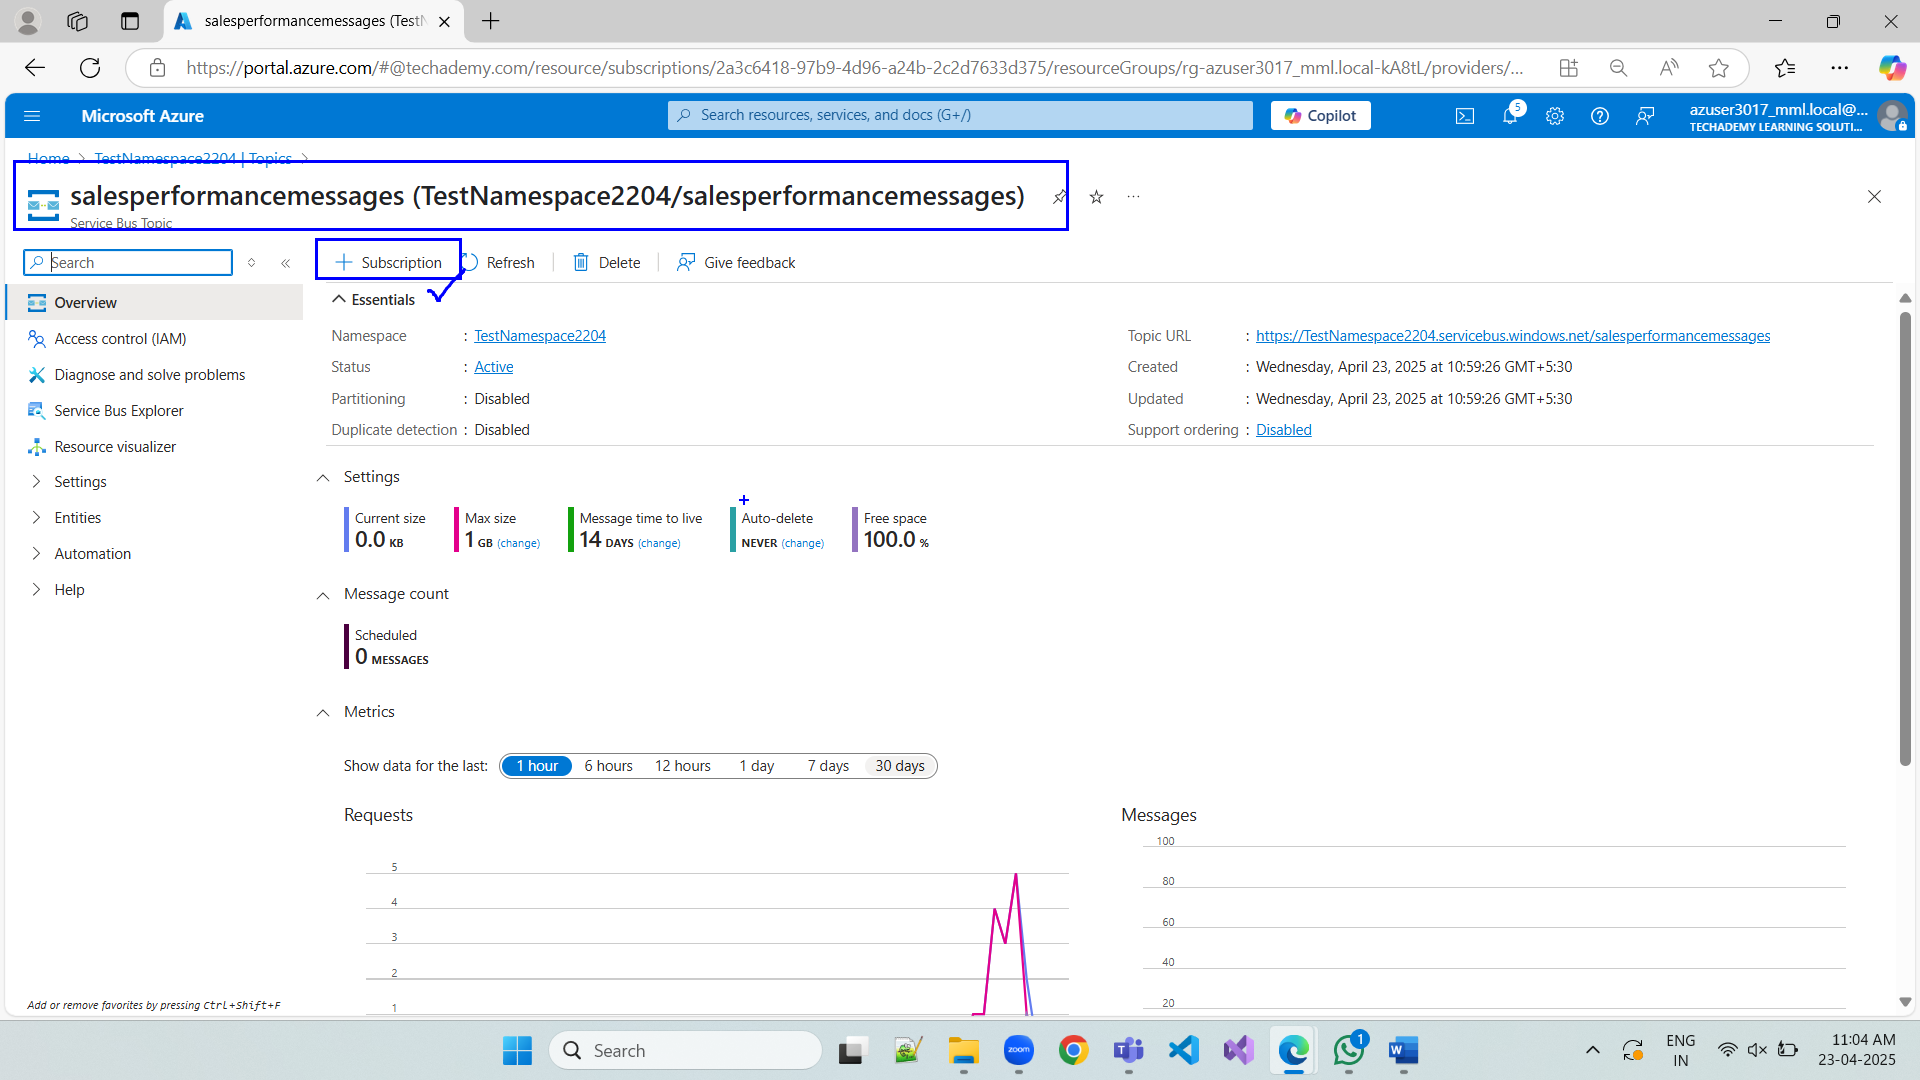 salesperformancemessages (TestN
https://portal.azure.com/#@techademy.com/resource/subscriptions/2a3c6418-97b9-4d96-a24b-2c2d7633d375/resourceGroups/rg-azuser3017_mml.local-kA8tL/providers/...
Microsoft Azure
Search resources, services, and docs (G+/)
Copilot
5
azuser3017_mml.local@...
TECHADEMY LEARNING SOLUTI...
Home > TestNamespace2204 | Topics >
salesperformancemessages (TestNamespace2204/salesperformancemessages)
Service Bus Topic
Search
Subscription
Refresh
Delete
Give feedback
Overview
Access control (IAM)
Diagnose and solve problems
Service Bus Explorer
Resource visualizer
Settings
Entities
Automation
Help
Add or remove favorites by pressing Ctrl+Shift+F
Essentials
Namespace : TestNamespace2204
Status : Active
Partitioning : Disabled
Duplicate detection : Disabled
Topic URL : https://TestNamespace2204.servicebus.windows.net/salesperformancemessages
Created : Wednesday, April 23, 2025 at 10:59:26 GMT+5:30
Updated : Wednesday, April 23, 2025 at 10:59:26 GMT+5:30
Support ordering : Disabled
Settings
Current size
0.0 KB
Max size
1 GB (change)
Message time to live
14 DAYS (change)
Auto-delete
NEVER (change)
Free space
100.0 %
Message count
Scheduled
0 MESSAGES
Metrics
Show data for the last: 1 hour 6 hours 12 hours 1 day 7 days 30 days
Requests
5
4
3
2
1
Messages
100
80
60
40
20
Search
zoom
1
ENG
IN
11:04 AM
23-04-2025